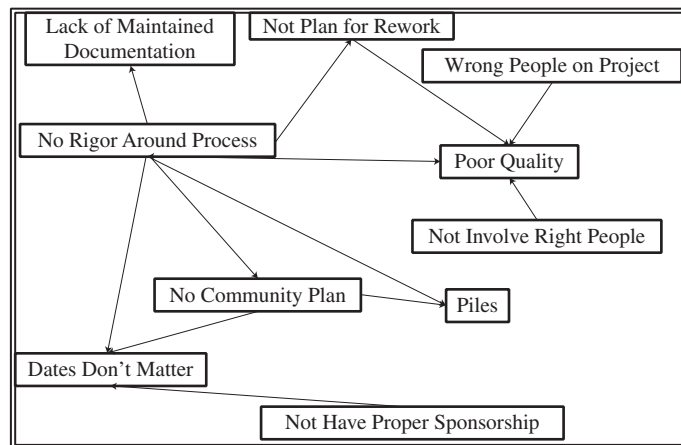 Lack of Maintained
Documentation
Not Plan for Rework
Wrong People on Project
No Rigor Around Process
Poor Quality
Not Involve Right People
No Community Plan
Piles
Dates Don’t Matter
Not Have Proper Sponsorship